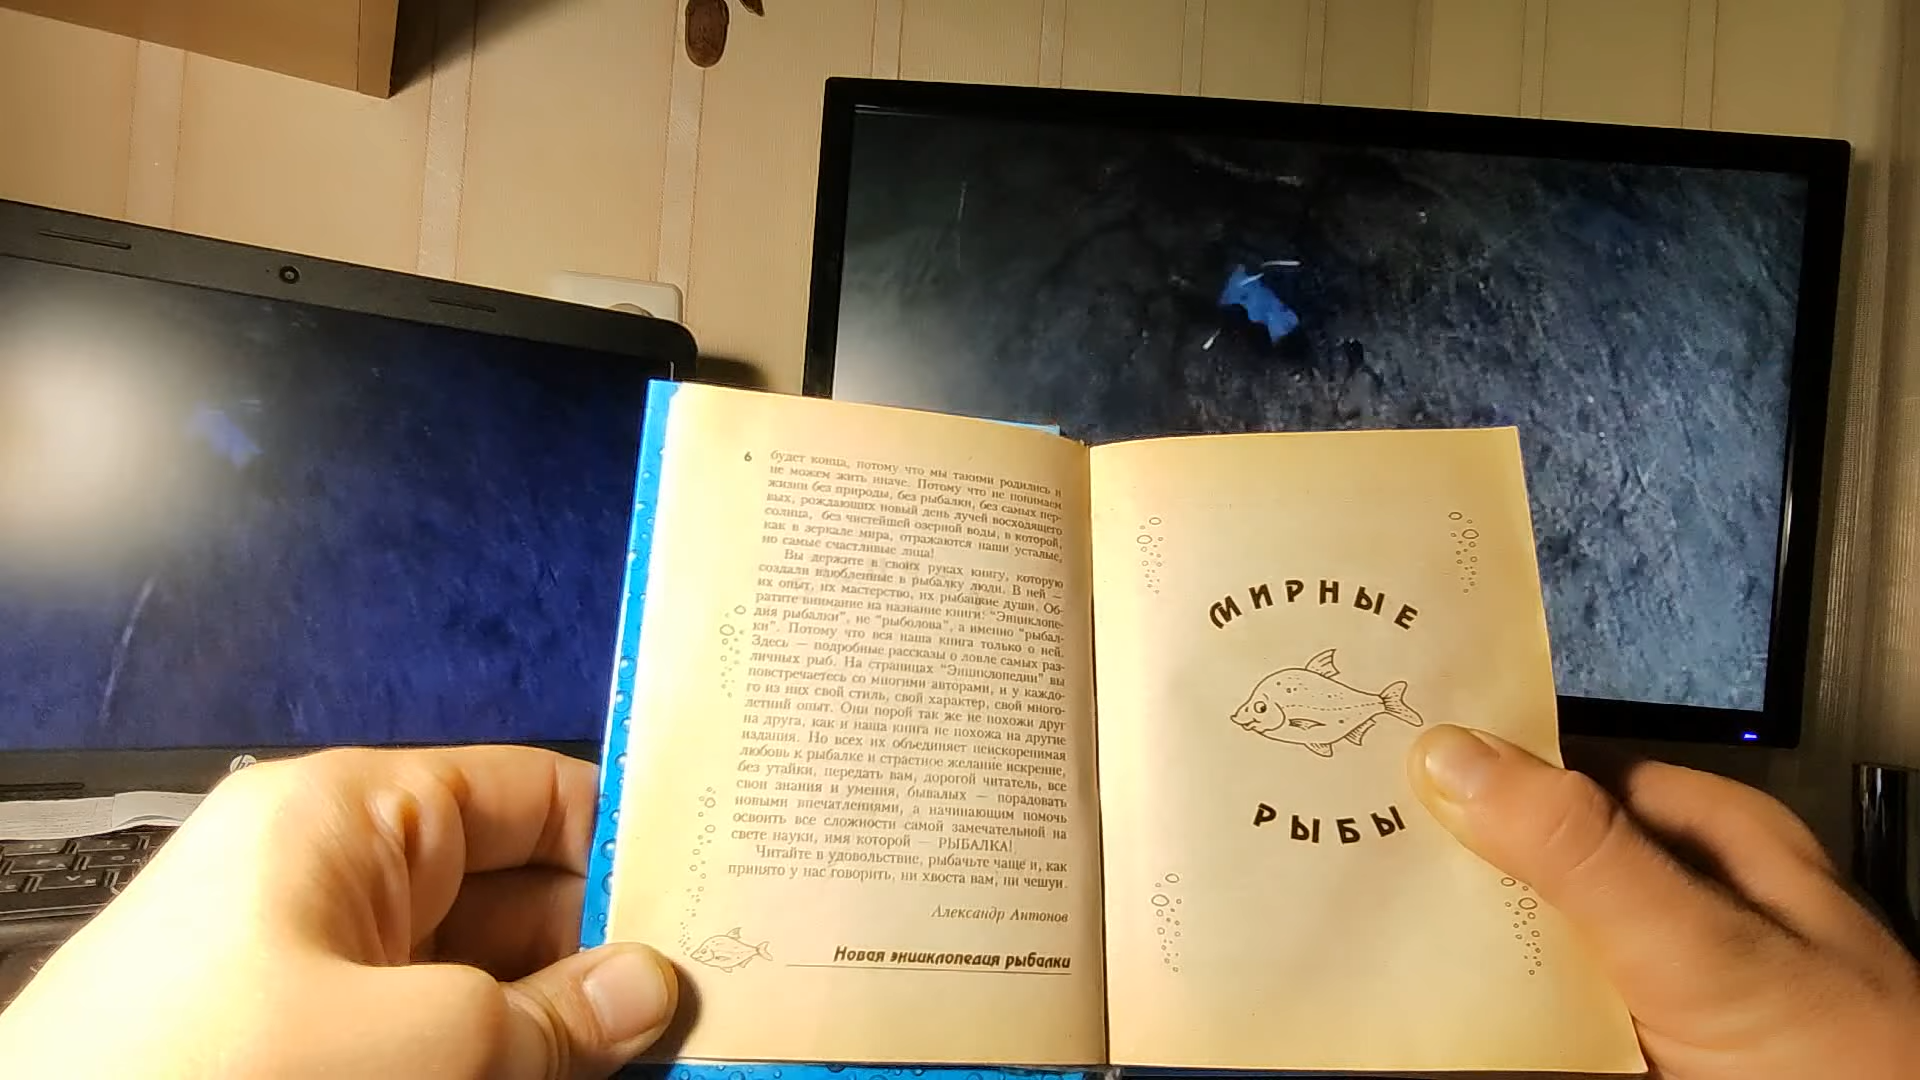 6
будет конца, потому что мы такими родились и
не можем жить иначе. Потому что не понимаем
жизни без природы, без рыбалки, без самых пер-
вых, рождающих новый день лучей восходящего
солнца, без чистейшей озерной воды, в которой,
как в зеркале мира, отражаются наши усталые,
но самые счастливые лица!
Вы держите в своих руках книгу, которую
создали влюбленные в рыбалку люди. В ней —
их опыт, их мастерство, их рыбацкие души. Об-
ратите внимание на название книги: "Энциклопе-
дия рыбалки", не "рыболова", а именно "рыбал-
ки". Потому что вся наша книга только о ней.
Здесь — подробные рассказы о ловле самых раз-
личных рыб. На страницах "Энциклопедии" вы
повстречаетесь со многими авторами, и у каждо-
го из них свой стиль, свой характер, свой много-
летний опыт. Они порой так же не похожи друг
на друга, как и наша книга не похожа на другие
издания. Но всех их объединяет неискоренимая
любовь к рыбалке и страстное желание искренне,
без утайки, передать вам, дорогой читатель, все
свои знания и умения, бывалых — порадовать
новыми впечатлениями, а начинающим помочь
освоить все сложности самой замечательной на
свете науки, имя которой — РЫБАЛКА!
Читайте в удовольствие, рыбачьте чаще и, как
принято у нас говорить, ни хвоста вам, ни чешуи.
Александр Антонов
Новая энциклопедия рыбалки
МИРНЫЕ
РЫБЫ
hp